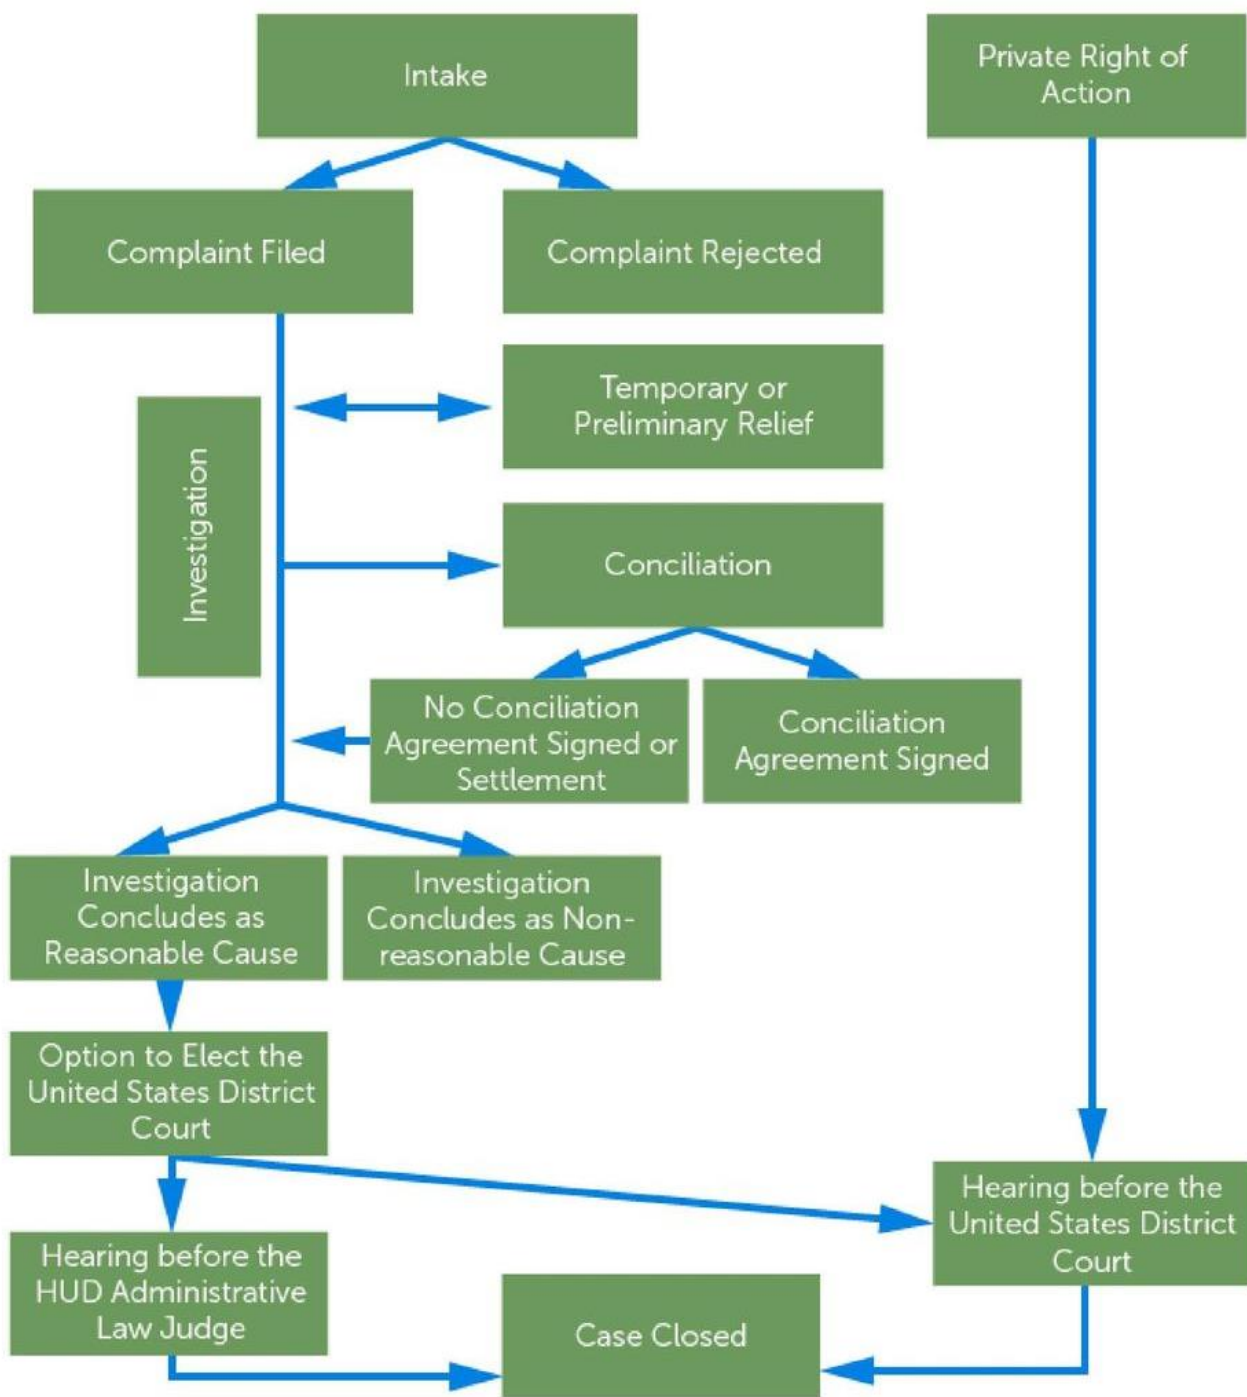 Intake
Private Right of
Action
Complaint Filed
Complaint Rejected
Temporary or
Preliminary Relief
Investigation
Conciliation
No Conciliation
Agreement Signed or
Settlement
Conciliation
Agreement Signed
Investigation
Concludes as
Reasonable Cause
Investigation
Concludes as Non-
reasonable Cause
Option to Elect the
United States District
Court
Hearing before the
United States District
Court
Hearing before the
HUD Administrative
Law Judge
Case Closed